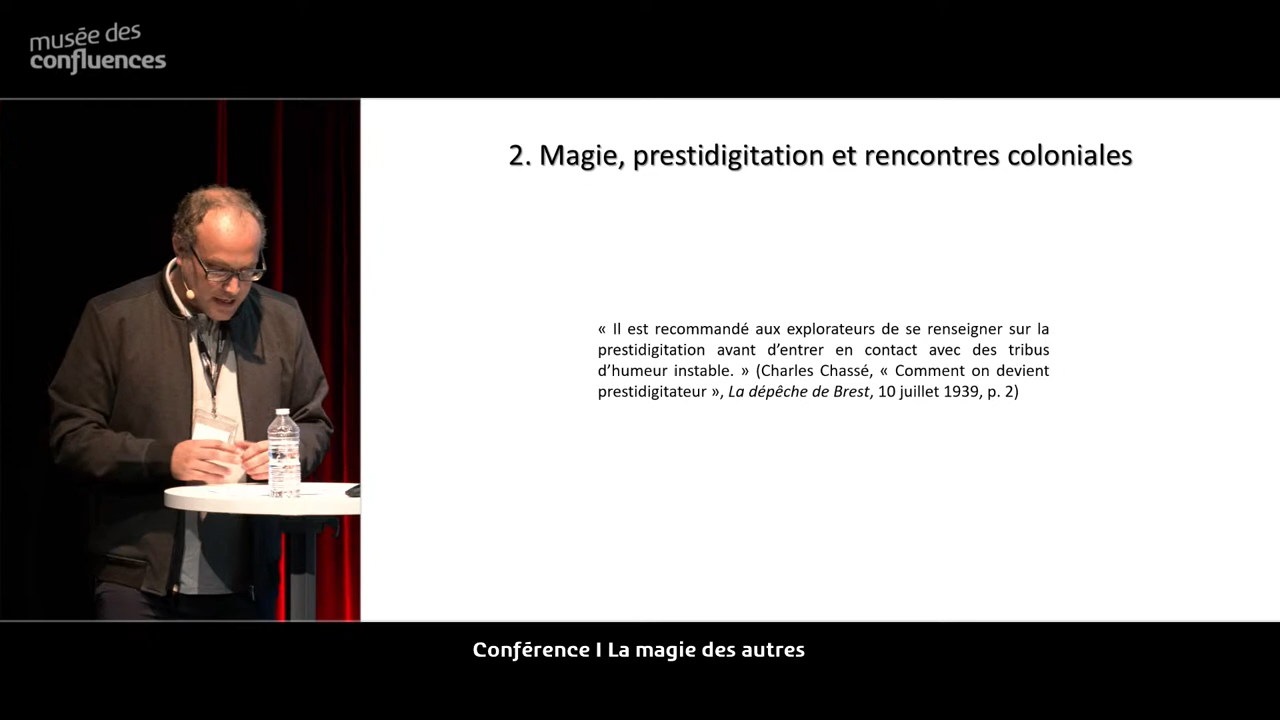 musée des
confluences
2. Magie, prestidigitation et rencontres coloniales
« Il est recommandé aux explorateurs de se renseigner sur la
prestidigitation avant d’entrer en contact avec des tribus
d’humeur instable. » (Charles Chassé, « Comment on devient
prestidigitateur », La dépêche de Brest, 10 juillet 1939, p. 2)
Conférence I La magie des autres